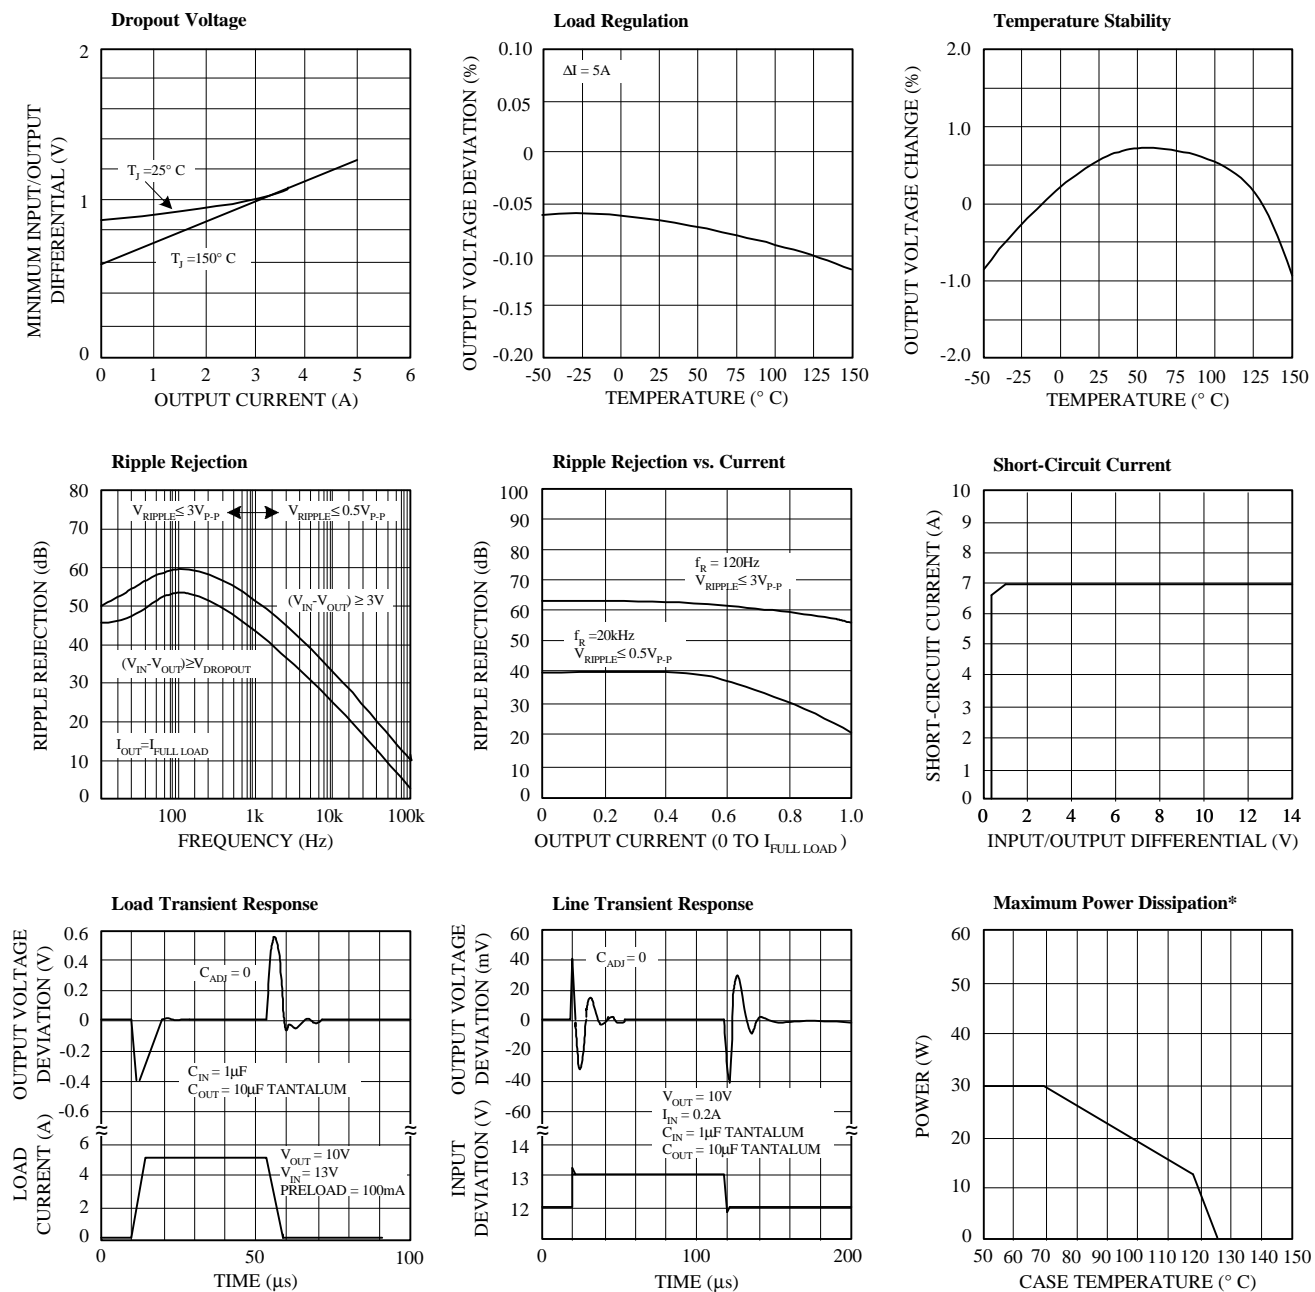 Dropout Voltage
2
1
0
0 1 2 3 4 5 6
MINIMUM INPUT/OUTPUT
DIFFERENTIAL (V)
T_J =25° C
T_J =150° C
OUTPUT CURRENT (A)
Load Regulation
0.10
0.05
0
-0.05
-0.10
-0.15
-0.20
-50 -25 0 25 50 75 100 125 150
OUTPUT VOLTAGE DEVIATION (%)
ΔI = 5A
TEMPERATURE (° C)
Temperature Stability
2.0
1.0
0
-1.0
-2.0
-50 -25 0 25 50 75 100 125 150
OUTPUT VOLTAGE CHANGE (%)
TEMPERATURE (° C)
Ripple Rejection
80
70
60
50
40
30
20
10
0
100 1k 10k 100k
RIPPLE REJECTION (dB)
V_RIPPLE ≤ 3V_P-P
V_RIPPLE ≤ 0.5V_P-P
(V_IN-V_OUT) ≥ 3V
(V_IN-V_OUT)≥V_DROPOUT
I_OUT=I_FULL LOAD
FREQUENCY (Hz)
Ripple Rejection vs. Current
100
90
80
70
60
50
40
30
20
10
0
0 0.2 0.4 0.6 0.8 1.0
RIPPLE REJECTION (dB)
f_R = 120Hz
V_RIPPLE ≤ 3V_P-P
f_R =20kHz
V_RIPPLE ≤ 0.5V_P-P
OUTPUT CURRENT (0 TO I_FULL LOAD )
Short-Circuit Current
10
9
8
7
6
5
4
3
2
1
0
0 2 4 6 8 10 12 14
SHORT-CIRCUIT CURRENT (A)
INPUT/OUTPUT DIFFERENTIAL (V)
Load Transient Response
0.6
0.4
0.2
0
-0.2
-0.4
-0.6
OUTPUT VOLTAGE
DEVIATION (V)
C_ADJ = 0
C_IN = 1µF
C_OUT = 10µF TANTALUM
≈ ≈
6
4
2
0
LOAD
CURRENT (A)
V_OUT = 10V
V_IN = 13V
PRELOAD = 100mA
0 50 100
TIME (µs)
Line Transient Response
60
40
20
0
-20
-40
-60
OUTPUT VOLTAGE
DEVIATION (mV)
C_ADJ = 0
V_OUT = 10V
I_IN = 0.2A
C_IN = 1µF TANTALUM
C_OUT = 10µF TANTALUM
≈ ≈
14
13
12
INPUT
DEVIATION (V)
0 100 200
TIME (µs)
Maximum Power Dissipation*
60
50
40
30
20
10
0
50 60 70 80 90 100 110 120 130 140 150
POWER (W)
CASE TEMPERATURE (° C)